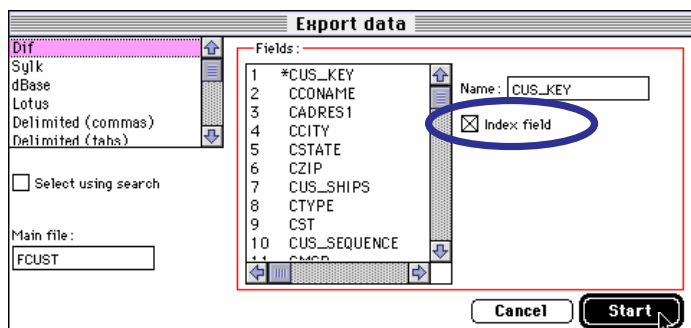 Export data
Dif
Sylk
dBase
Lotus
Delimited (commas)
Delimited (tabs)
Select using search
Main file:
FCUST
Fields:
1 *CUS_KEY
2 CCONAME
3 CADRES1
4 CCITY
5 CSTATE
6 CZIP
7 CUS_SHIPS
8 CTYPE
9 CST
10 CUS_SEQUENCE
11
Name: CUS_KEY
Index field
Cancel
Start